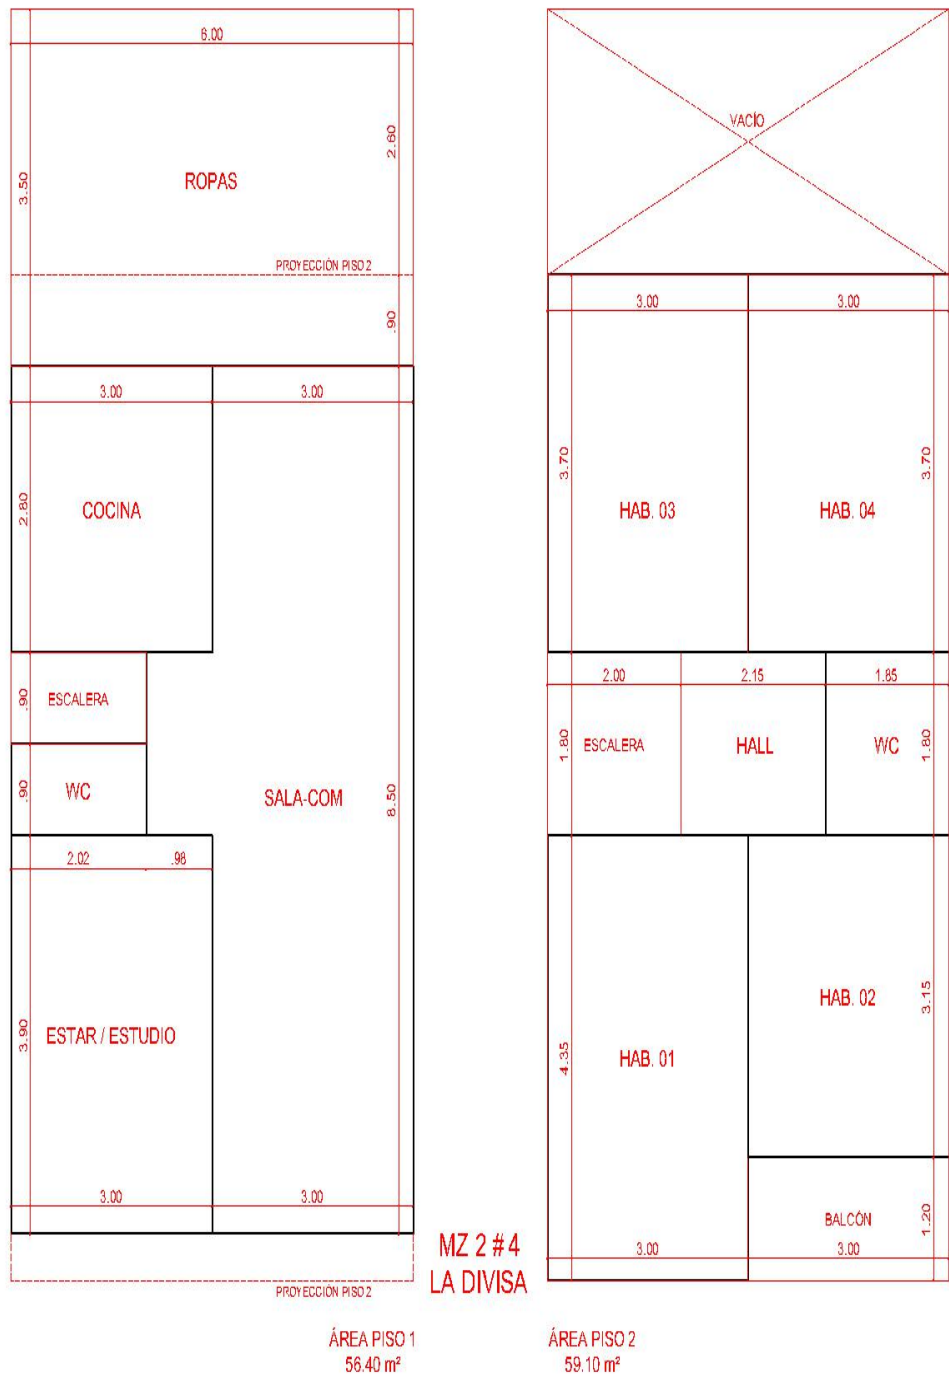 6.00
2.60
3.50
ROPAS
PROYECCIÓN PISO 2
.90
3.00
3.00
2.80
COCINA
.90
ESCALERA
.90
WC
SALA-COM
8.50
2.02
.98
3.90
ESTAR / ESTUDIO
3.00
3.00
PROYECCIÓN PISO 2
VACÍO
3.00
3.00
3.70
3.70
HAB. 03
HAB. 04
2.00
2.15
1.85
1.80
ESCALERA
HALL
WC
1.80
HAB. 02
3.15
4.35
HAB. 01
BALCÓN
1.20
3.00
3.00
MZ 2 # 4
LA DIVISA
ÁREA PISO 1
56.40 m²
ÁREA PISO 2
59.10 m²